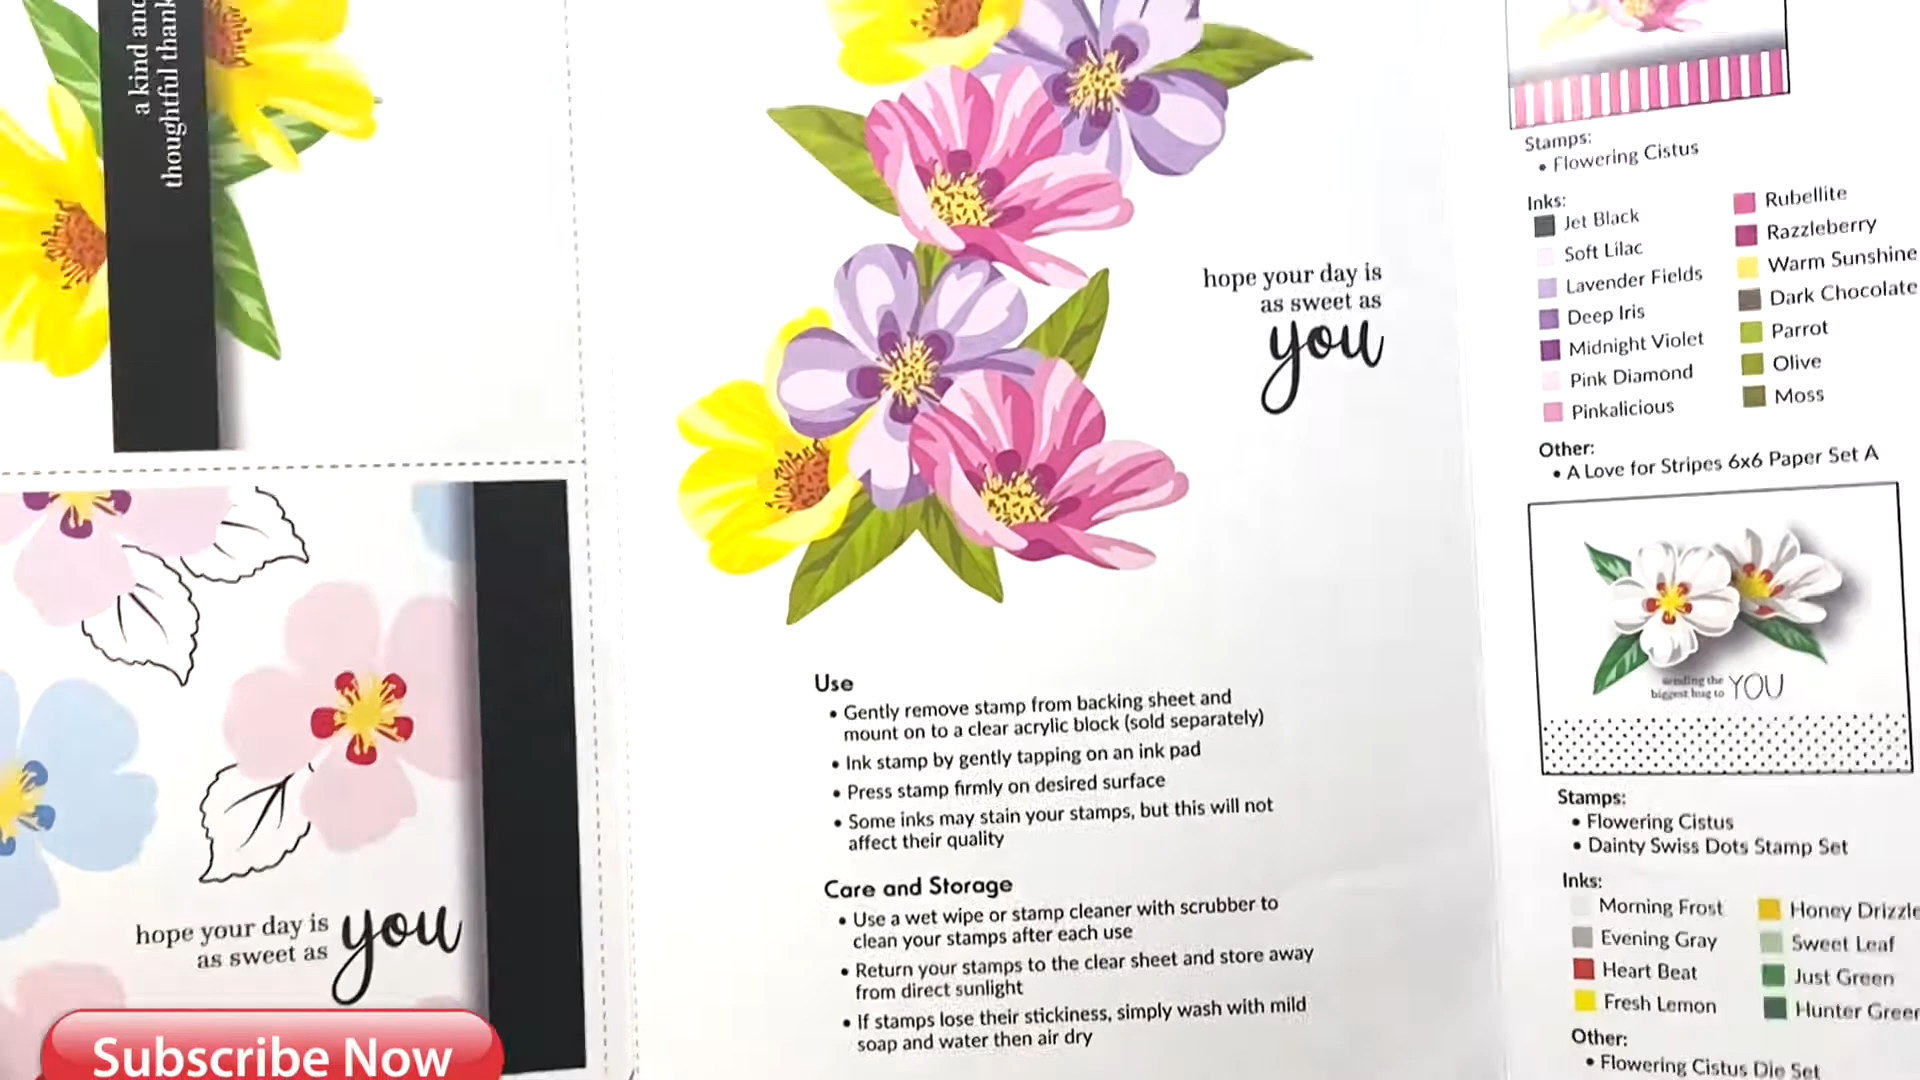 a kind and
thoughtful thank
hope your day is
as sweet as
you
Subscribe Now
hope your day is
as sweet as
you
Use
• Gently remove stamp from backing sheet and
mount on to a clear acrylic block (sold separately)
• Ink stamp by gently tapping on an ink pad
• Press stamp firmly on desired surface
• Some inks may stain your stamps, but this will not
affect their quality
Care and Storage
• Use a wet wipe or stamp cleaner with scrubber to
clean your stamps after each use
• Return your stamps to the clear sheet and store away
from direct sunlight
• If stamps lose their stickiness, simply wash with mild
soap and water then air dry
Stamps:
• Flowering Cistus
Inks:
Jet Black
Soft Lilac
Lavender Fields
Deep Iris
Midnight Violet
Pink Diamond
Pinkalicious
Rubellite
Razzleberry
Warm Sunshine
Dark Chocolate
Parrot
Olive
Moss
Other:
• A Love for Stripes 6x6 Paper Set A
sending the
biggest hug to
YOU
Stamps:
• Flowering Cistus
• Dainty Swiss Dots Stamp Set
Inks:
Morning Frost
Evening Gray
Heart Beat
Fresh Lemon
Honey Drizzle
Sweet Leaf
Just Green
Hunter Green
Other:
• Flowering Cistus Die Set